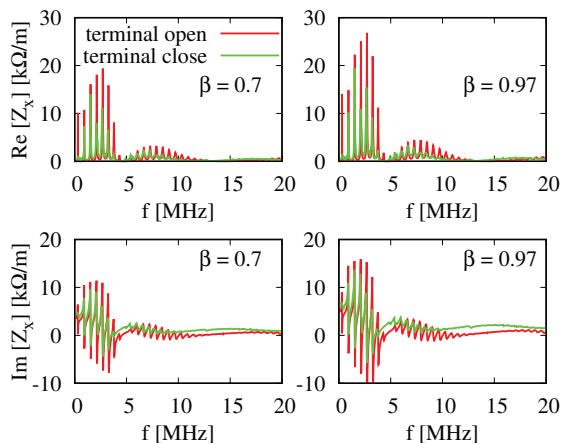 terminal open
terminal close
Re [Z_x] [kΩ/m]
30
20
10
0
β = 0.7
0 5 10 15 20
f [MHz]
30
20
10
0
β = 0.97
0 5 10 15 20
f [MHz]
Im [Z_x] [kΩ/m]
20
10
0
-10
β = 0.7
0 5 10 15 20
f [MHz]
20
10
0
-10
β = 0.97
0 5 10 15 20
f [MHz]